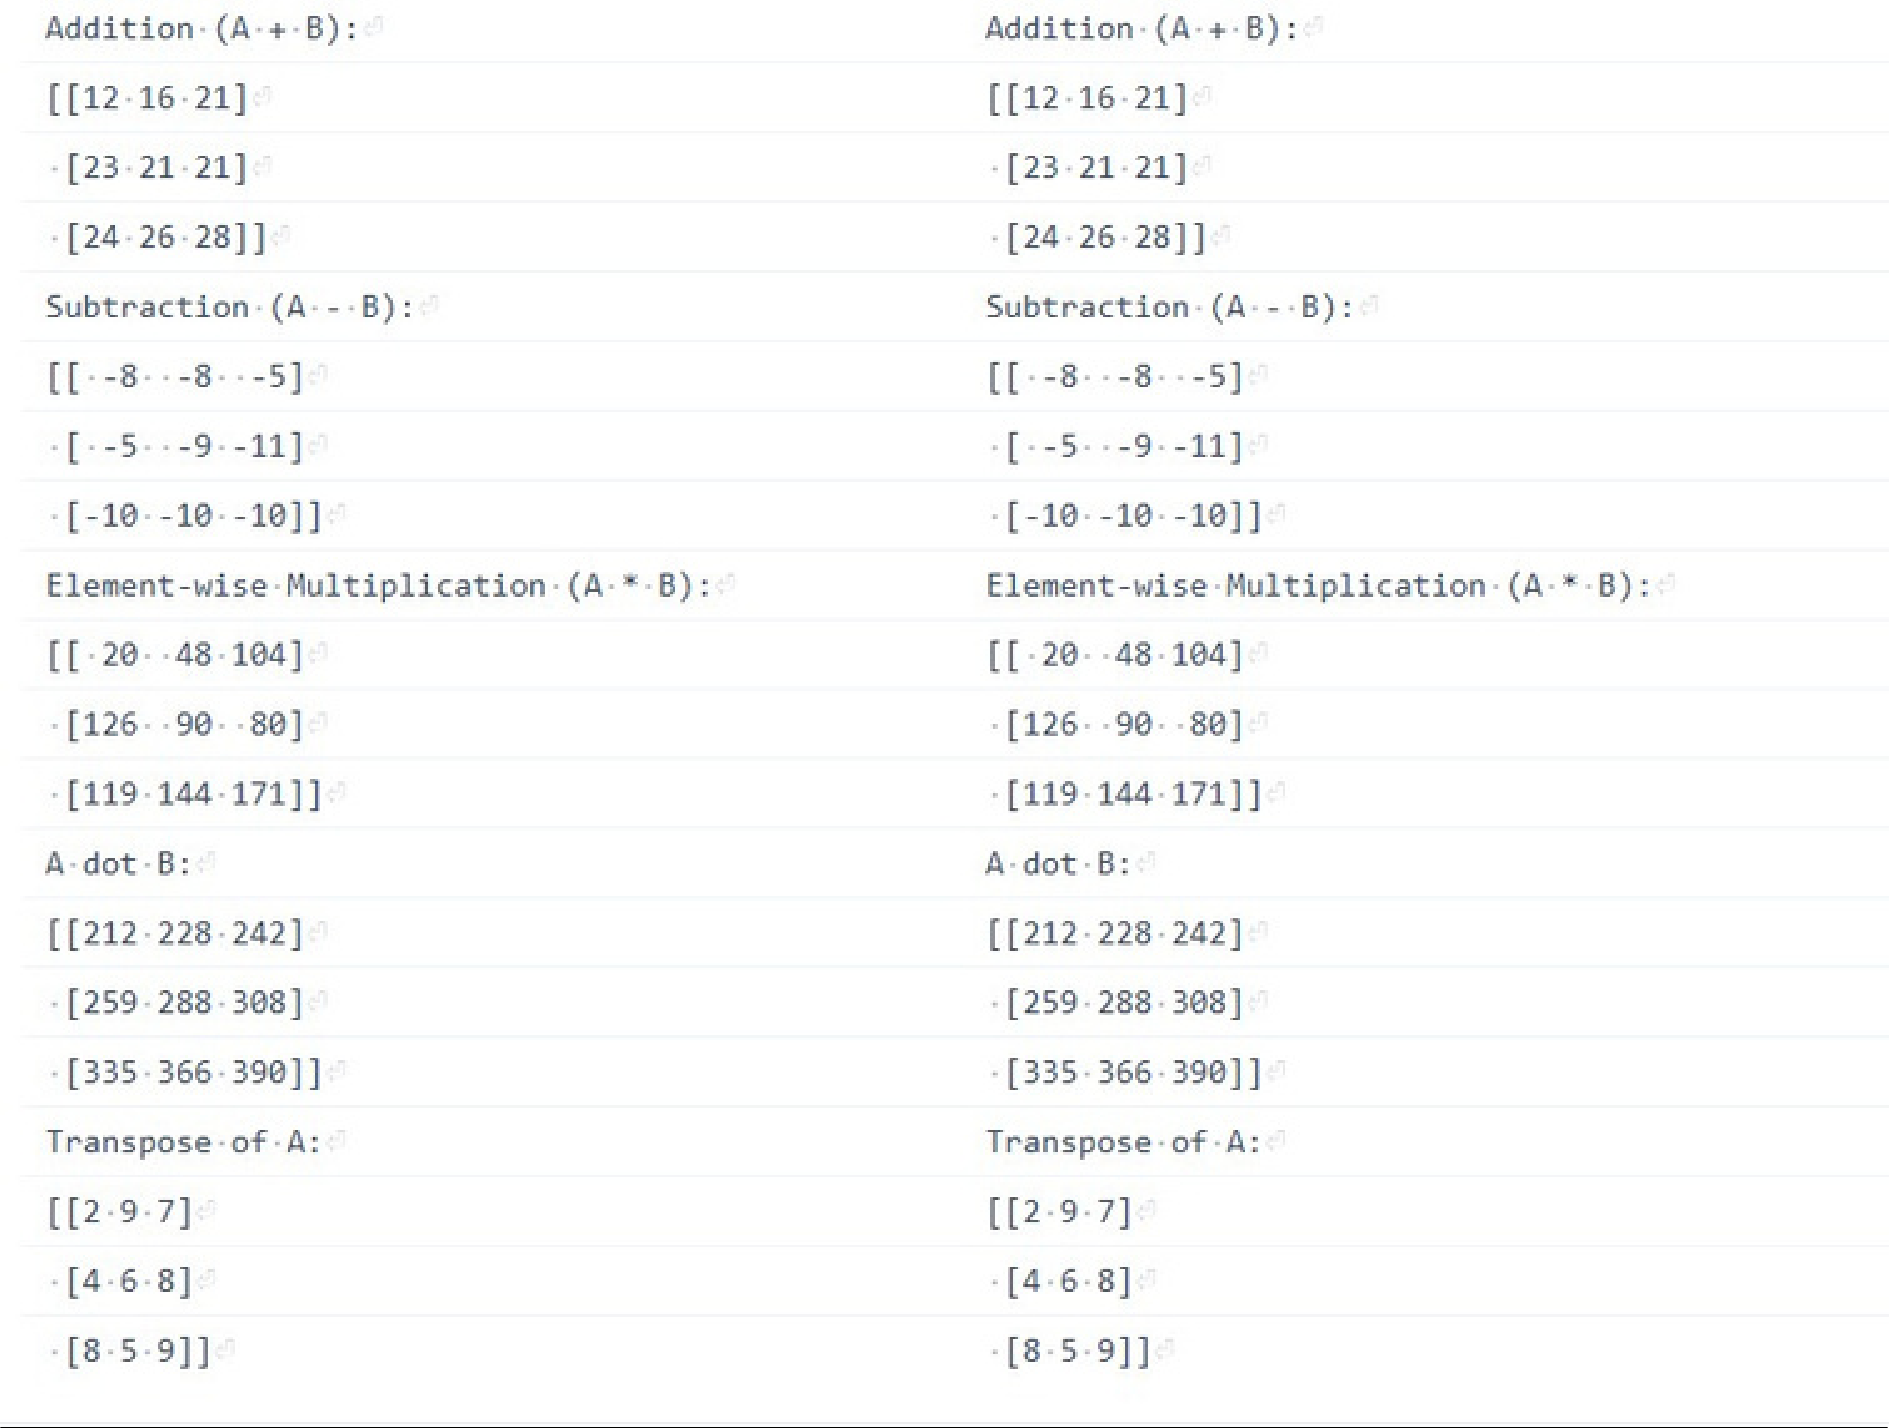 Addition (A + B):
[[12 16 21]
 [23 21 21]
 [24 26 28]]
Subtraction (A - B):
[[ -8  -8  -5]
 [ -5  -9 -11]
 [-10 -10 -10]]
Element-wise Multiplication (A * B):
[[ 20  48 104]
 [126  90  80]
 [119 144 171]]
A dot B:
[[212 228 242]
 [259 288 308]
 [335 366 390]]
Transpose of A:
[[2 9 7]
 [4 6 8]
 [8 5 9]]
Addition (A + B):
[[12 16 21]
 [23 21 21]
 [24 26 28]]
Subtraction (A - B):
[[ -8  -8  -5]
 [ -5  -9 -11]
 [-10 -10 -10]]
Element-wise Multiplication (A * B):
[[ 20  48 104]
 [126  90  80]
 [119 144 171]]
A dot B:
[[212 228 242]
 [259 288 308]
 [335 366 390]]
Transpose of A:
[[2 9 7]
 [4 6 8]
 [8 5 9]]